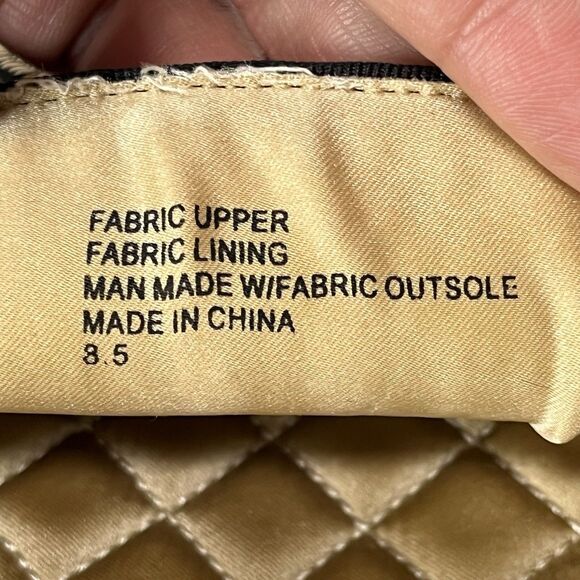 FABRIC UPPER
FABRIC LINING
MAN MADE W/FABRIC OUTSOLE
MADE IN CHINA
8.5